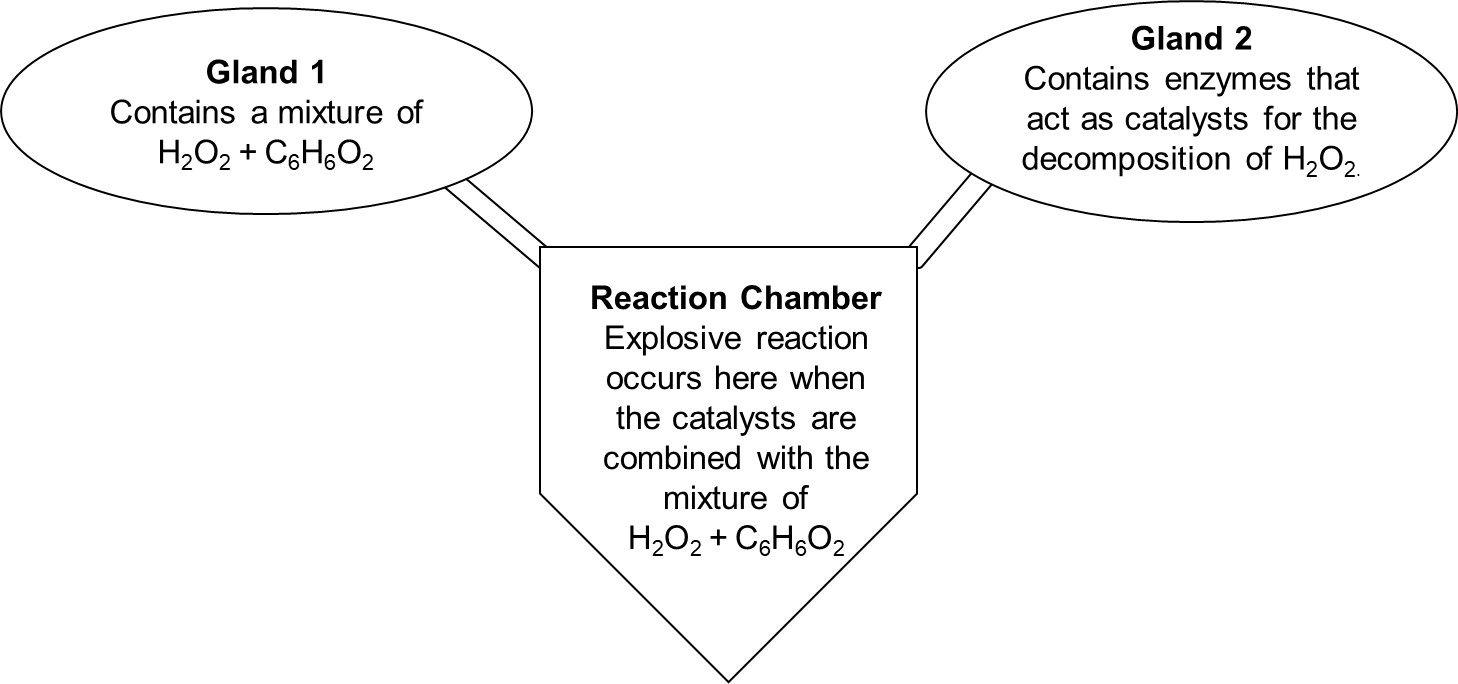 Gland 1
Contains a mixture of
H₂O₂ + C₆H₆O₂
Gland 2
Contains enzymes that
act as catalysts for the
decomposition of H₂O₂.
Reaction Chamber
Explosive reaction
occurs here when
the catalysts are
combined with the
mixture of
H₂O₂ + C₆H₆O₂